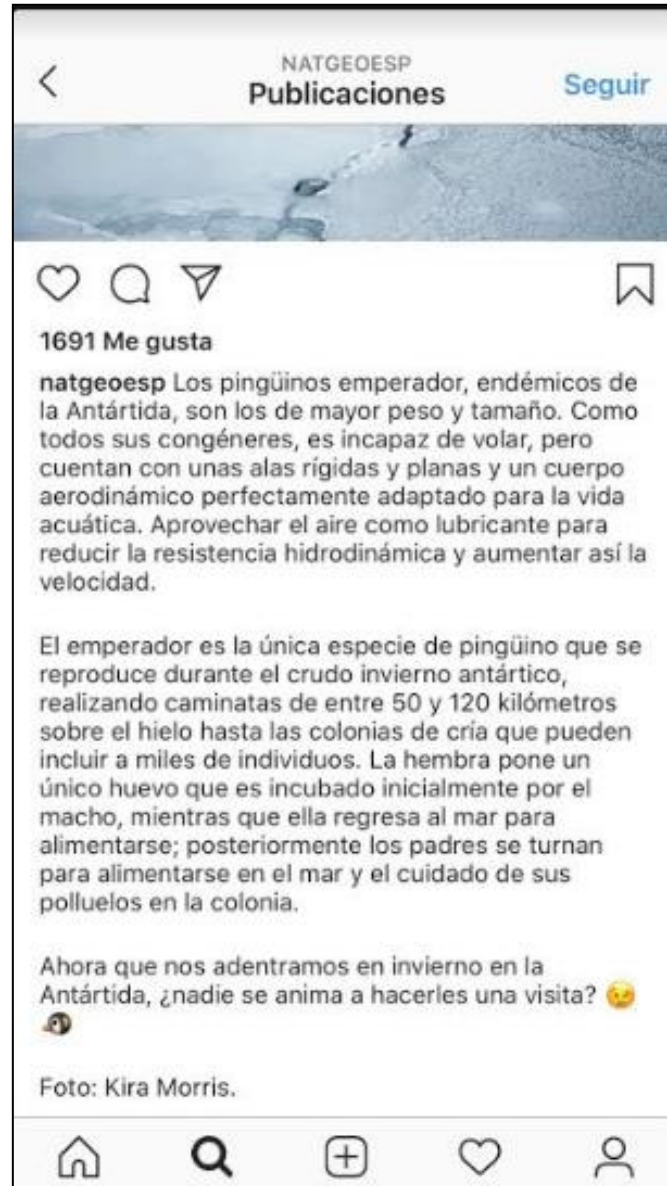 NATGEOESP
Publicaciones
Seguir
1691 Me gusta
natgeoesp Los pingüinos emperador, endémicos de
la Antártida, son los de mayor peso y tamaño. Como
todos sus congéneres, es incapaz de volar, pero
cuentan con unas alas rígidas y planas y un cuerpo
aerodinámico perfectamente adaptado para la vida
acuática. Aprovechar el aire como lubricante para
reducir la resistencia hidrodinámica y aumentar así la
velocidad.
El emperador es la única especie de pingüino que se
reproduce durante el crudo invierno antártico,
realizando caminatas de entre 50 y 120 kilómetros
sobre el hielo hasta las colonias de cría que pueden
incluir a miles de individuos. La hembra pone un
único huevo que es incubado inicialmente por el
macho, mientras que ella regresa al mar para
alimentarse; posteriormente los padres se turnan
para alimentarse en el mar y el cuidado de sus
polluelos en la colonia.
Ahora que nos adentramos en invierno en la
Antártida, ¿nadie se anima a hacerles una visita? 🤒
🐧
Foto: Kira Morris.